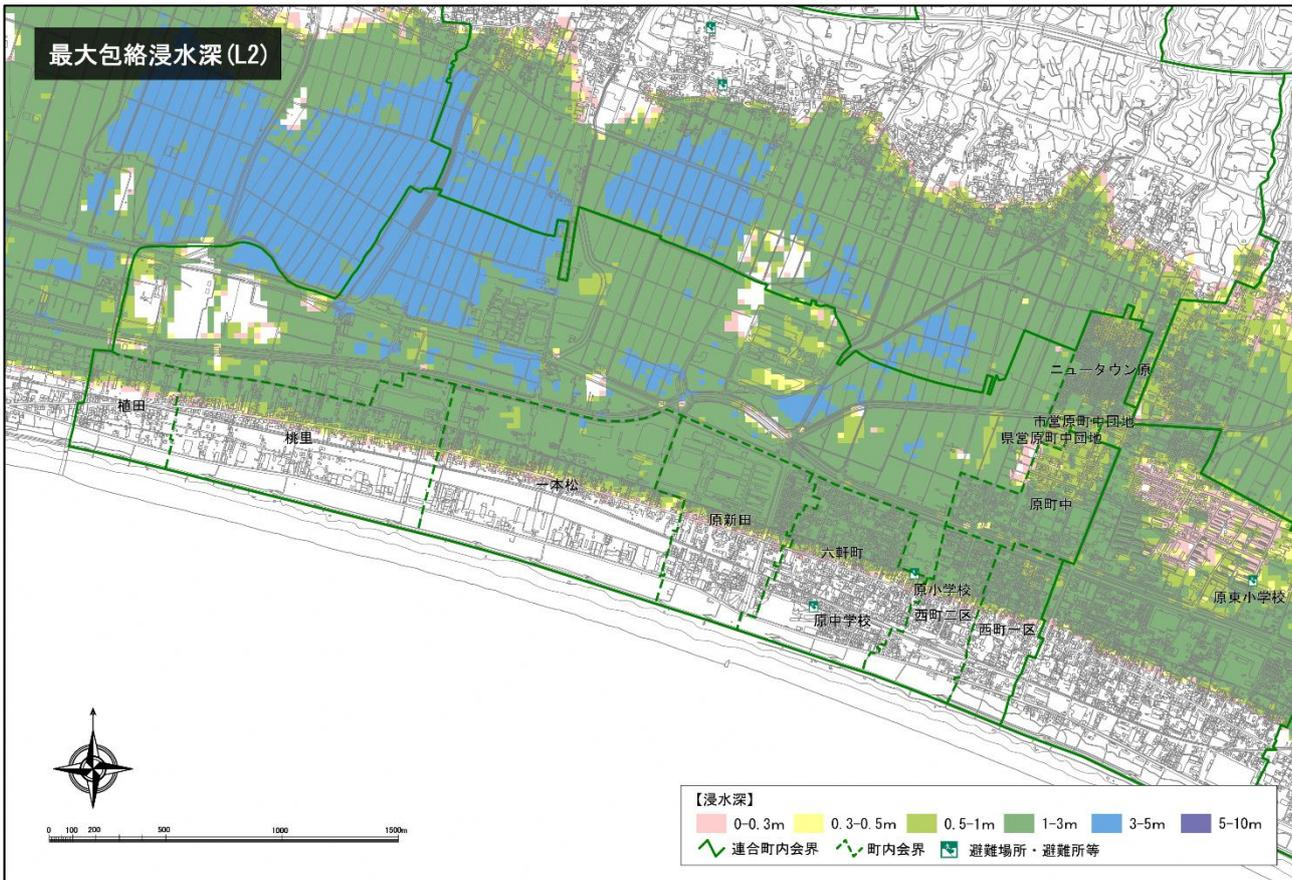 最大包絡浸水深(L2)
ニュータウン原
市営原町中団地
県営原町中団地
植田
桃里
一本松
原町中
原新田
六軒町
原小学校
原東小学校
西町二区
原中学校
西町一区
0 100 200 500 1000 1500m
【浸水深】
0-0.3m 0.3-0.5m 0.5-1m 1-3m 3-5m 5-10m
連合町内会界 町内会界 避難場所・避難所等